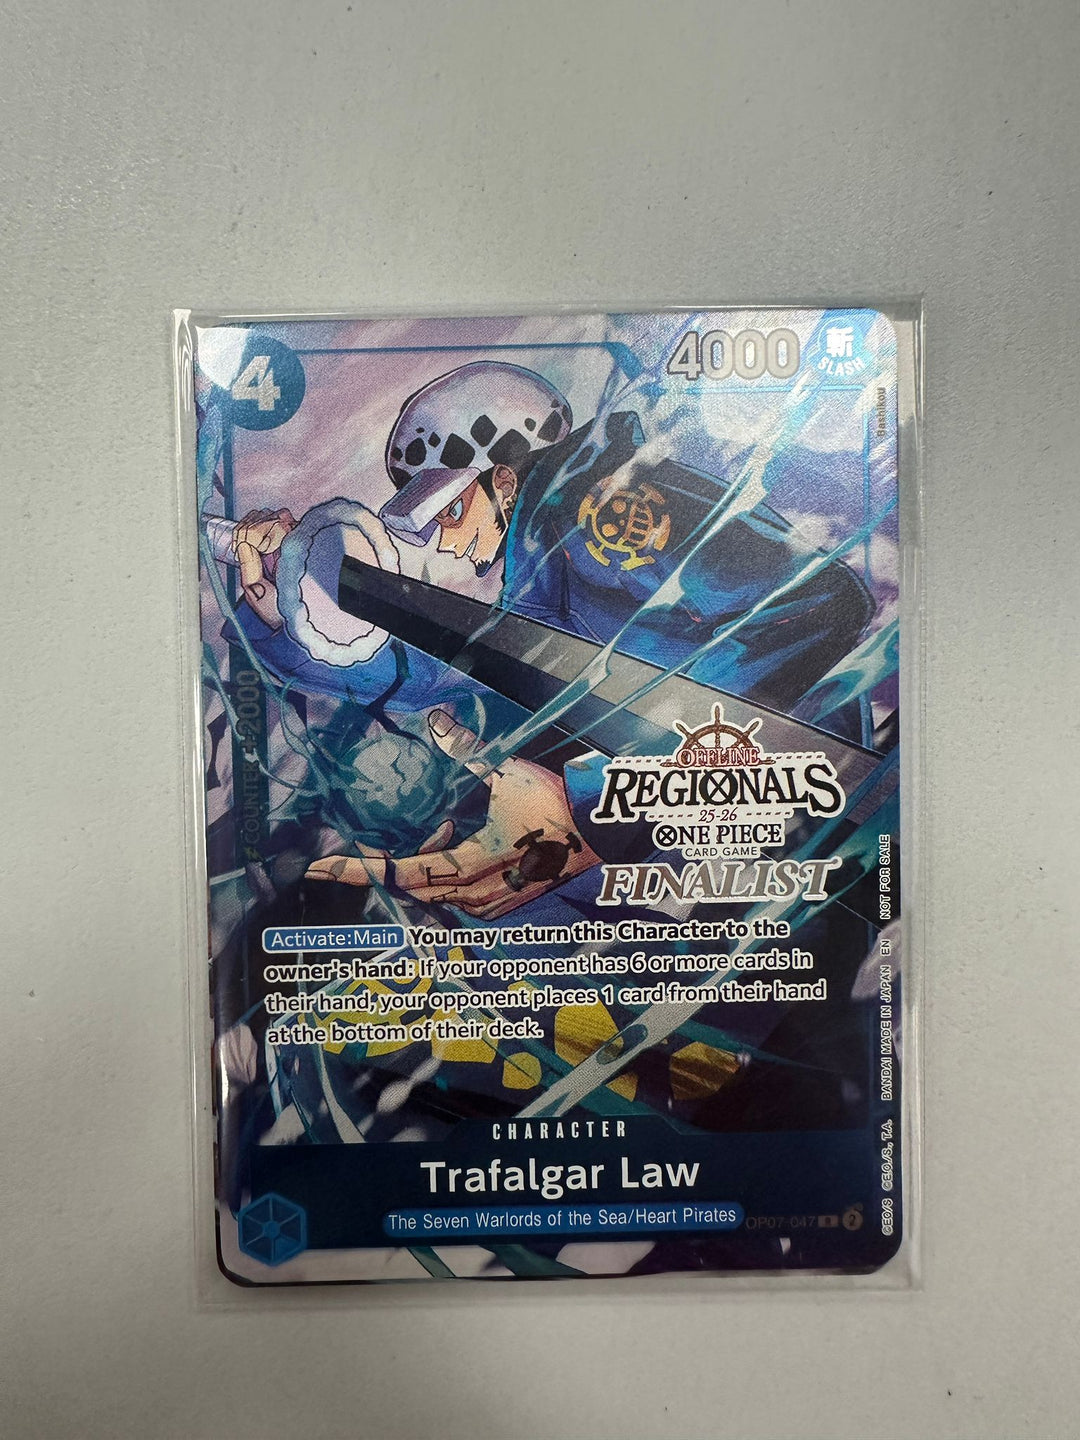 4
4000
斬
SLASH
Bashikou
COUNTER +2000
OFFLINE
REGIONALS
25-26
ONE PIECE
CARD GAME
FINALIST
Activate:Main You may return this Character to the
owner's hand: If your opponent has 6 or more cards in
their hand, your opponent places 1 card from their hand
at the bottom of their deck.
CHARACTER
Trafalgar Law
The Seven Warlords of the Sea/Heart Pirates
OP07-047 R 2
©EO/S ©E.O./S., T.A. BANDAI MADE IN JAPAN EN NOT FOR SALE